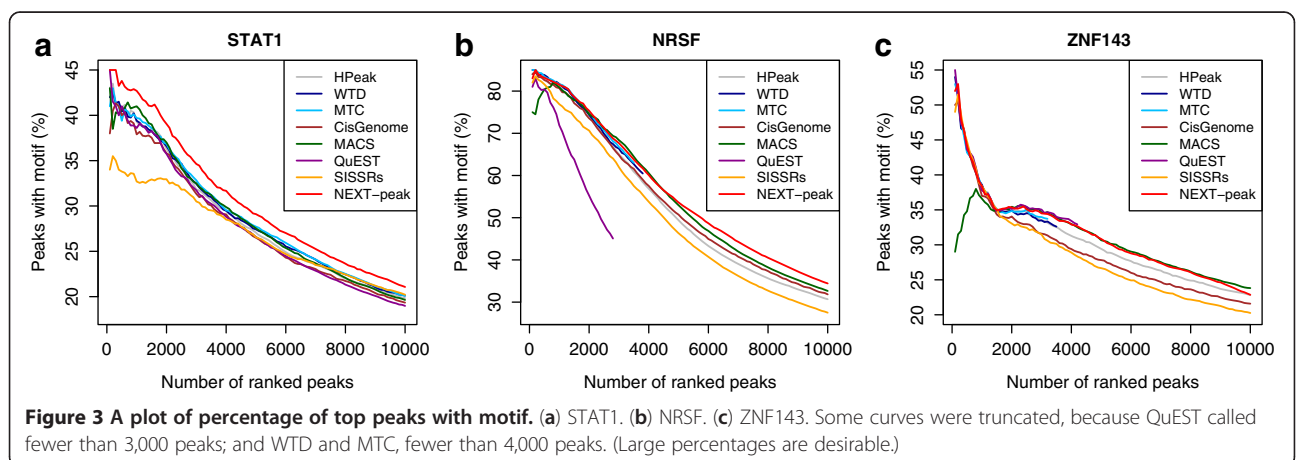 a
STAT1
Peaks with motif (%)
45
40
35
30
25
20
HPeak
WTD
MTC
CisGenome
MACS
QuEST
SISSRs
NEXT−peak
0 2000 4000 6000 8000 10000
Number of ranked peaks
b
NRSF
Peaks with motif (%)
80
70
60
50
40
30
HPeak
WTD
MTC
CisGenome
MACS
QuEST
SISSRs
NEXT−peak
0 2000 4000 6000 8000 10000
Number of ranked peaks
c
ZNF143
Peaks with motif (%)
55
50
45
40
35
30
25
20
HPeak
WTD
MTC
CisGenome
MACS
QuEST
SISSRs
NEXT−peak
0 2000 4000 6000 8000 10000
Number of ranked peaks
Figure 3 A plot of percentage of top peaks with motif. (a) STAT1. (b) NRSF. (c) ZNF143. Some curves were truncated, because QuEST called
fewer than 3,000 peaks; and WTD and MTC, fewer than 4,000 peaks. (Large percentages are desirable.)